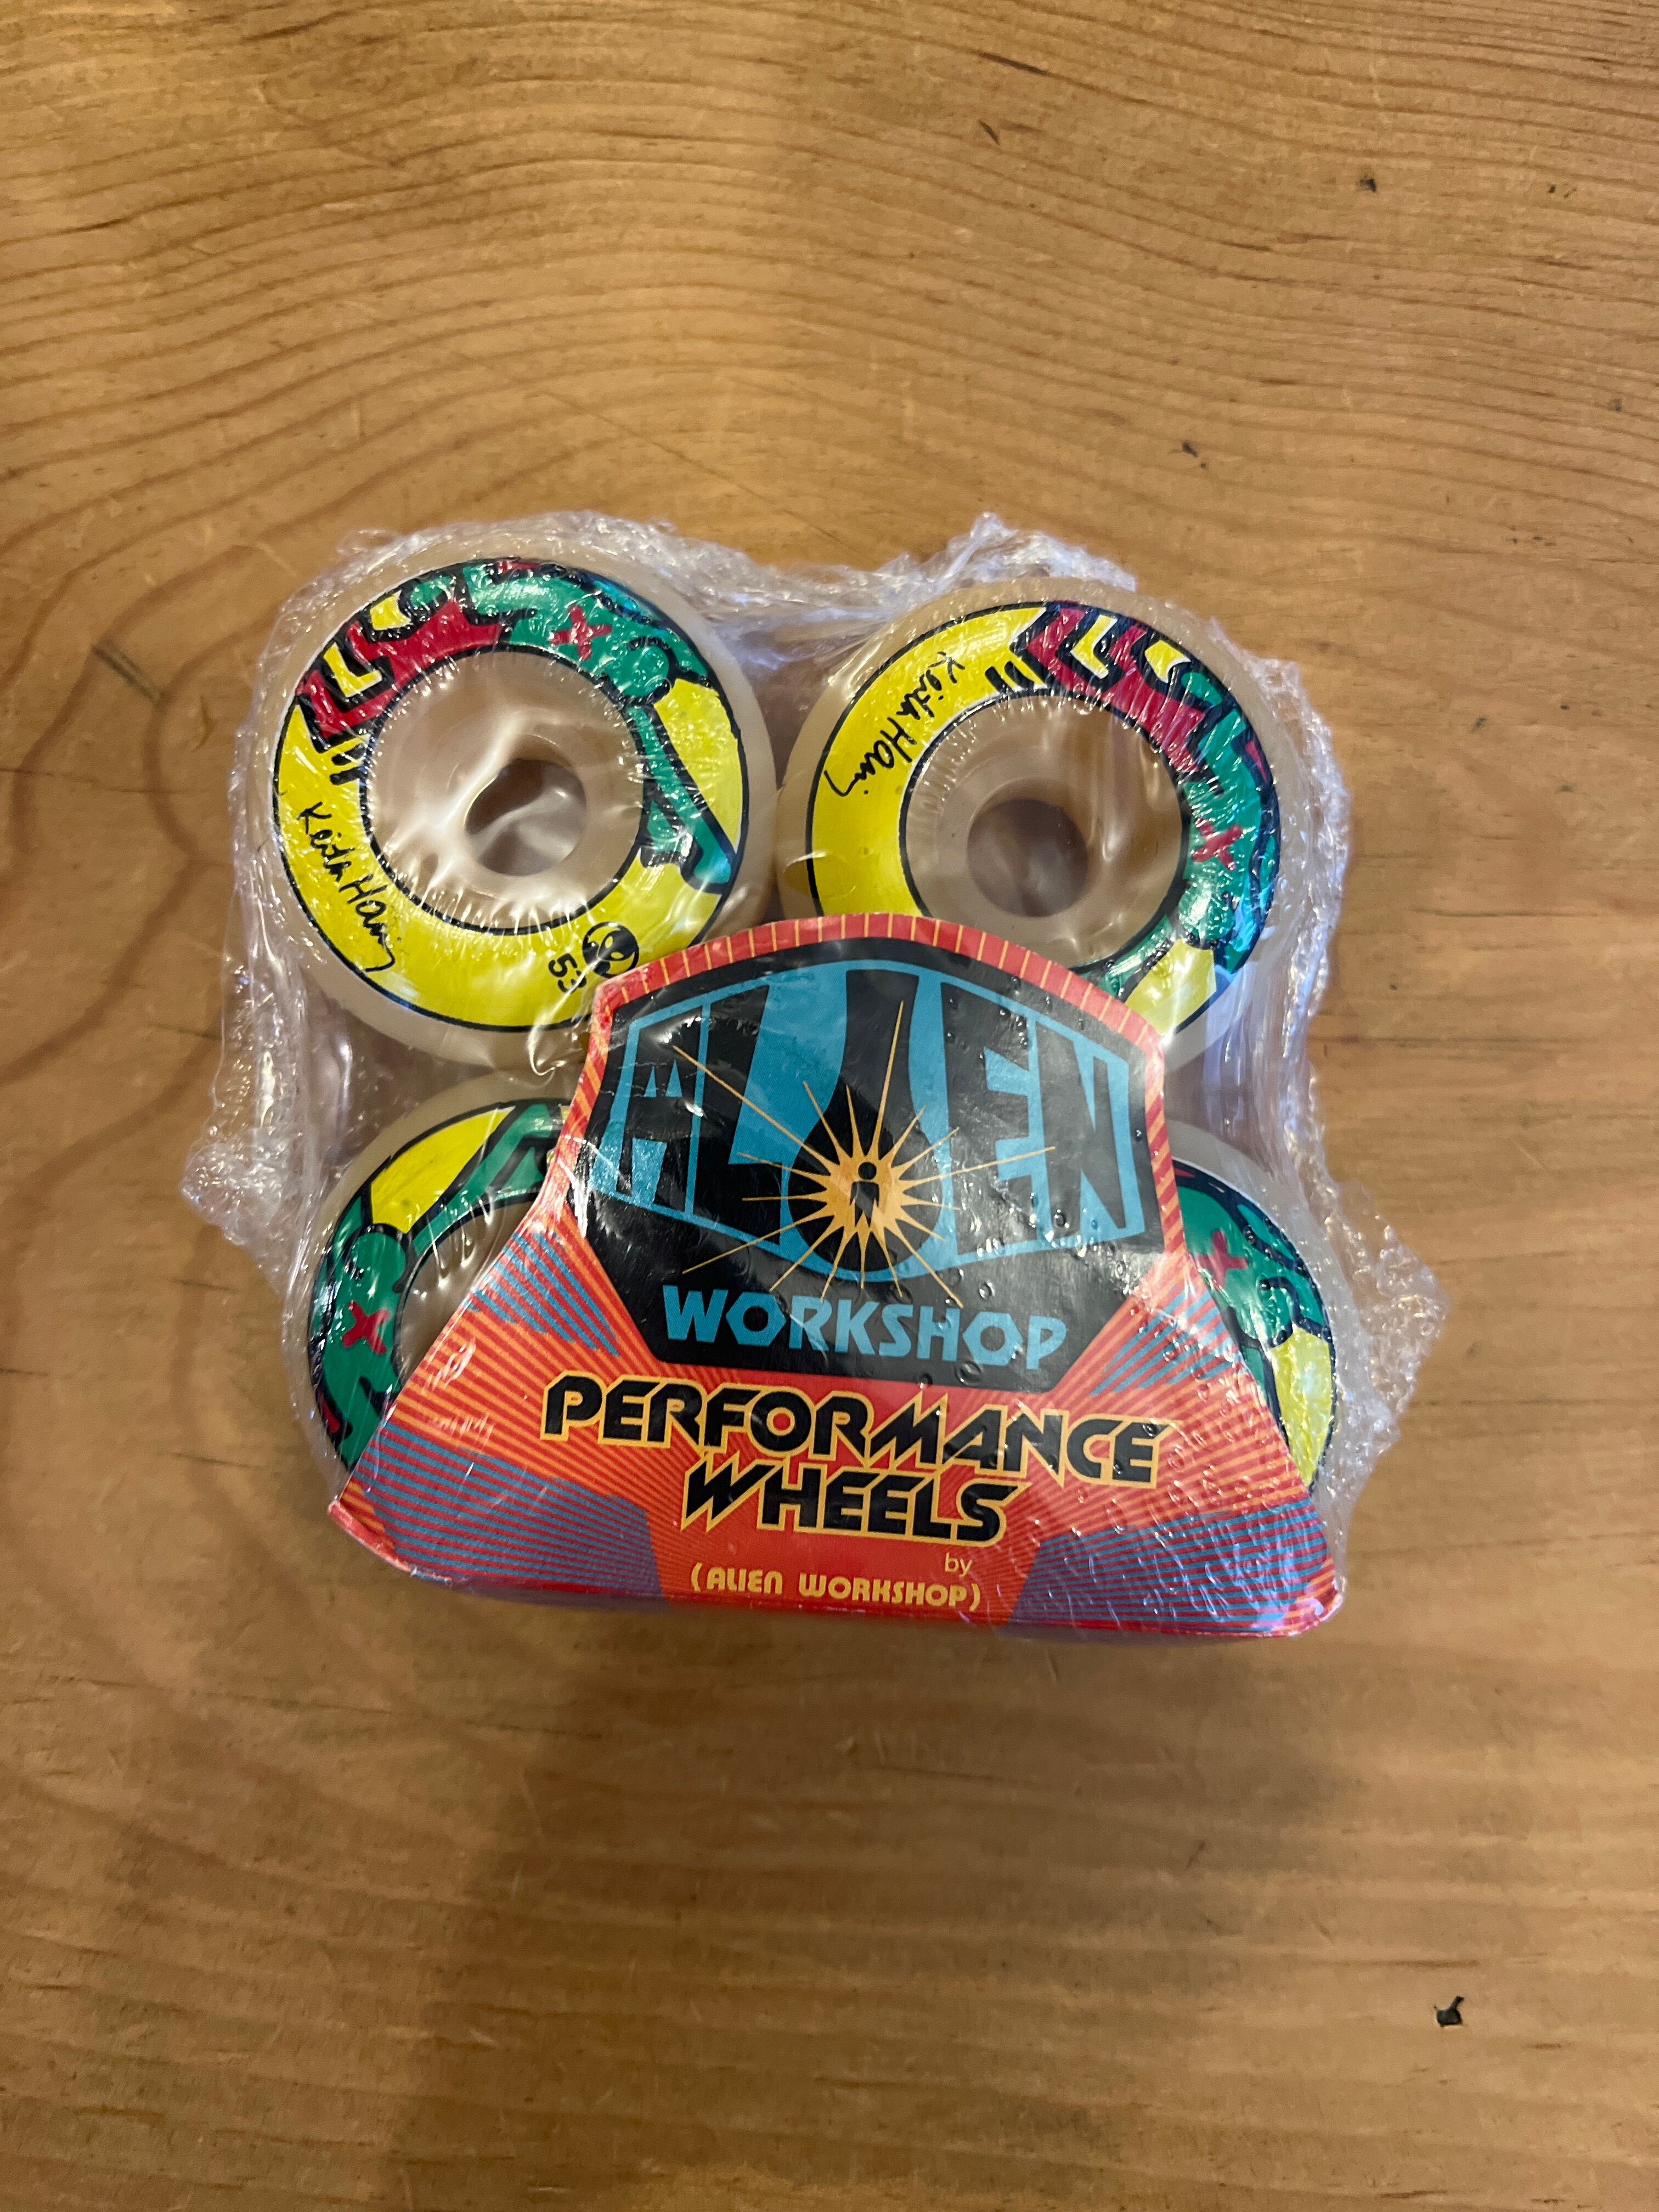 Keith Haring
Keith Haring
53
ALIEN
WORKSHOP
PERFORMANCE
WHEELS
by
(ALIEN WORKSHOP)